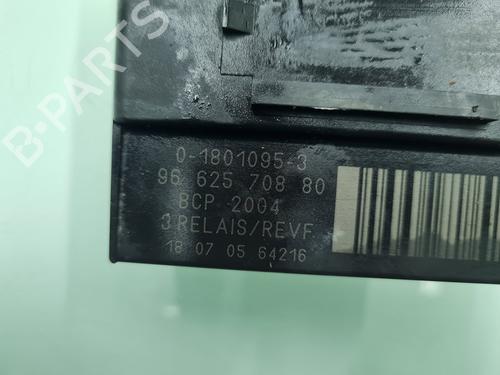 B-PARTS
0-1801095-3
96 625 708 80
BCP 2004
3 RELAIS/REVF
18 07 05 64216